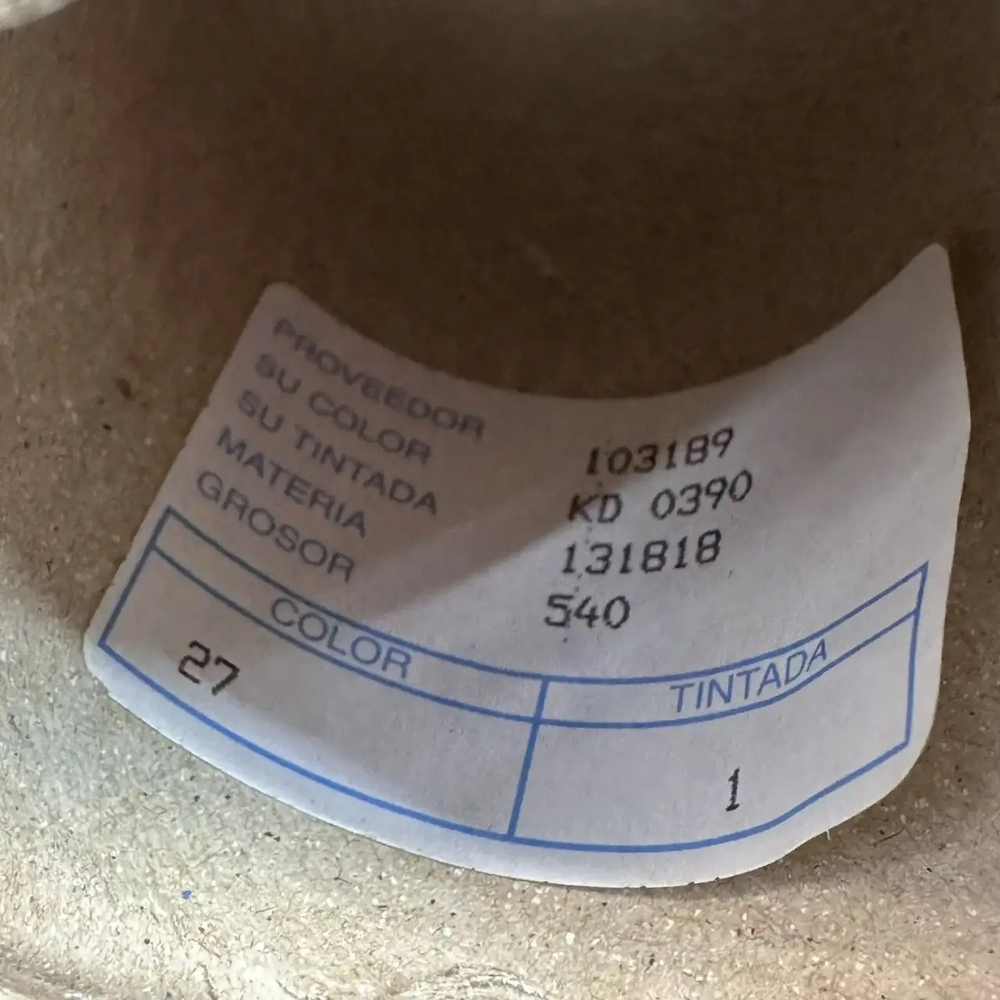 PROVEEDOR
SU COLOR 103189
SU TINTADA KD 0390
MATERIA 131818
GROSOR 540
COLOR TINTADA
27 1